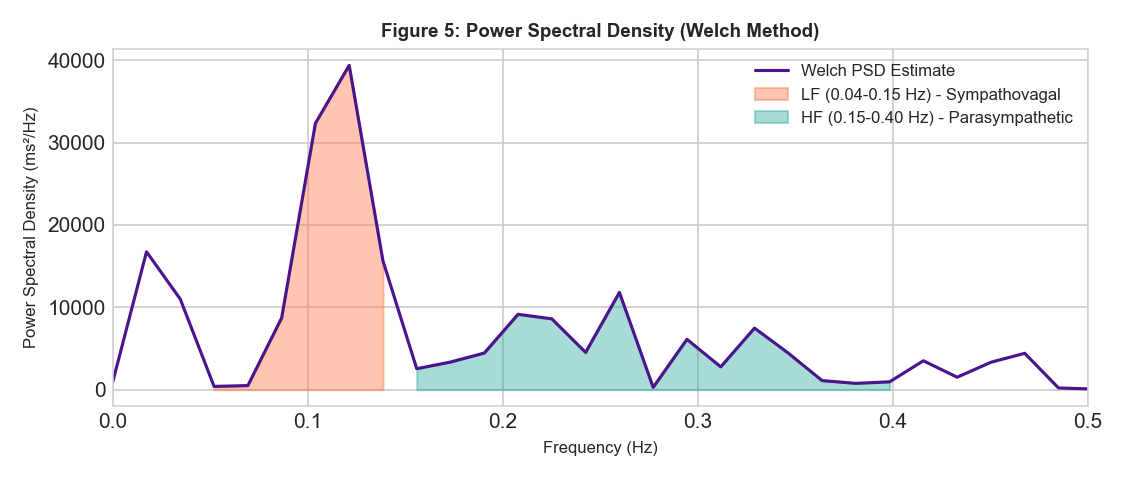 Figure 5: Power Spectral Density (Welch Method)
Power Spectral Density (ms²/Hz)
40000
30000
20000
10000
0
Welch PSD Estimate
LF (0.04-0.15 Hz) - Sympathovagal
HF (0.15-0.40 Hz) - Parasympathetic
0.0 0.1 0.2 0.3 0.4 0.5
Frequency (Hz)